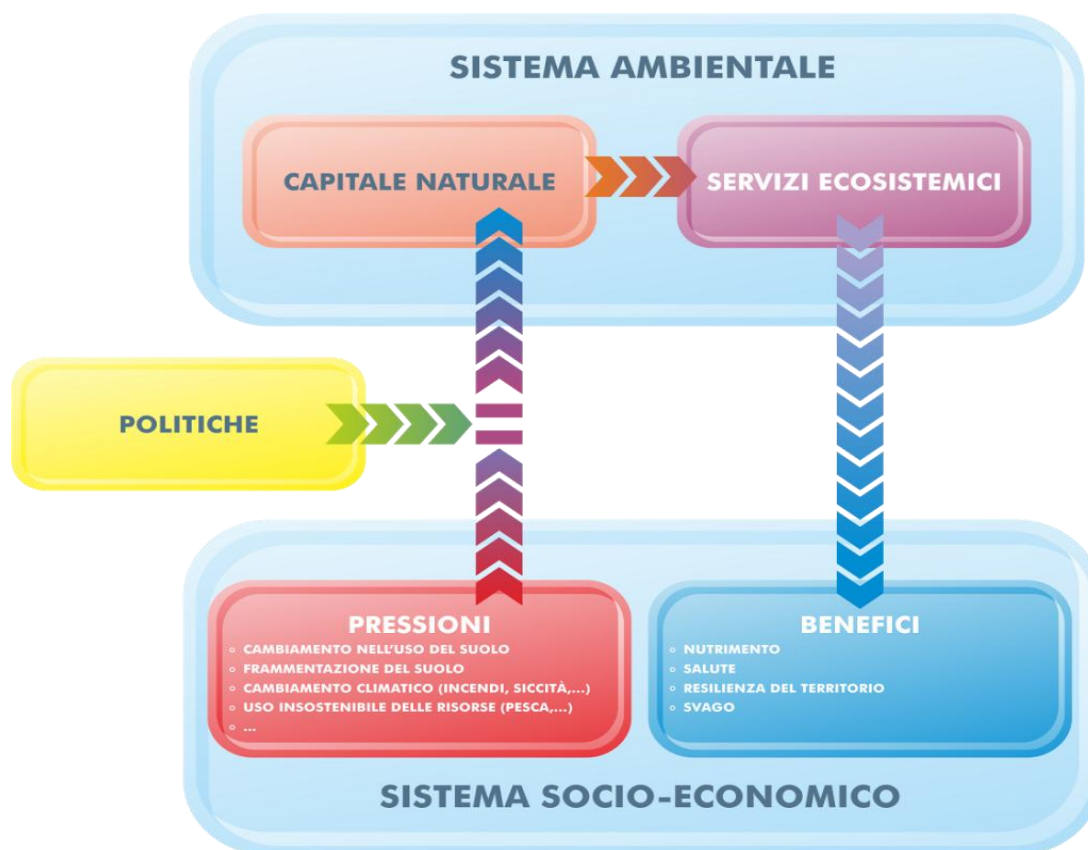 SISTEMA AMBIENTALE
CAPITALE NATURALE
SERVIZI ECOSISTEMICI
POLITICHE
PRESSIONI
◦ CAMBIAMENTO NELL'USO DEL SUOLO
◦ FRAMMENTAZIONE DEL SUOLO
◦ CAMBIAMENTO CLIMATICO (INCENDI, SICCITÀ,...)
◦ USO INSOSTENIBILE DELLE RISORSE (PESCA,...)
◦ ...
BENEFICI
◦ NUTRIMENTO
◦ SALUTE
◦ RESILIENZA DEL TERRITORIO
◦ SVAGO
SISTEMA SOCIO-ECONOMICO